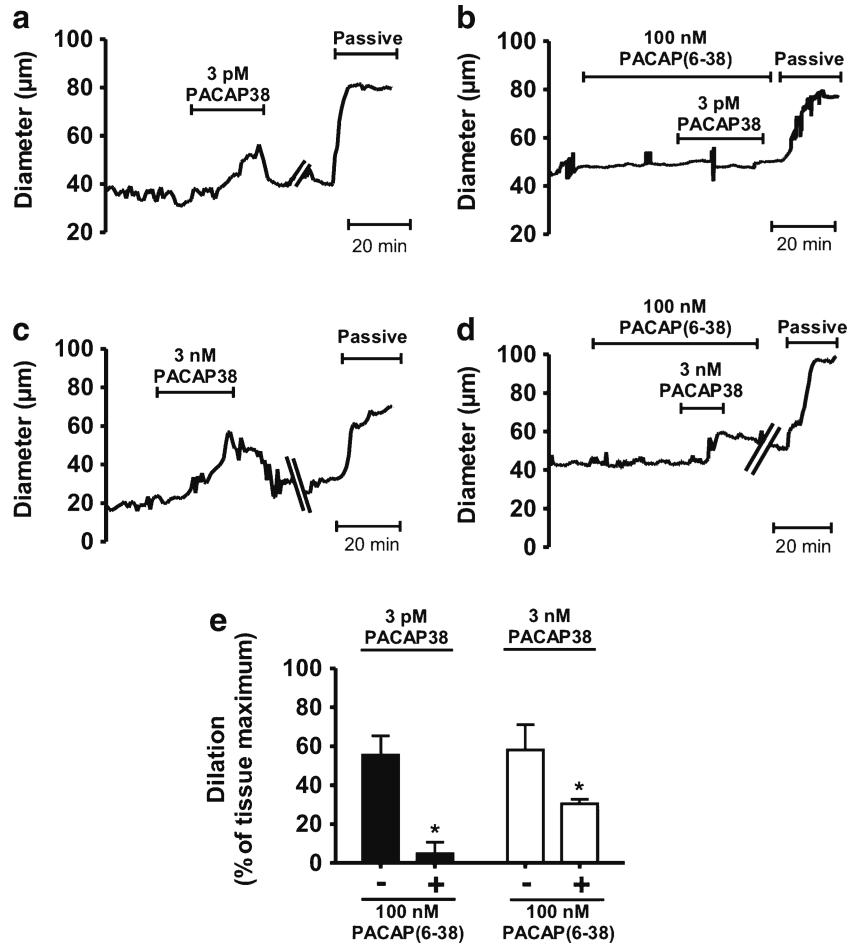 a
100
80
60
40
20
Diameter (µm)
3 pM
PACAP38
Passive
20 min
b
100
80
60
40
20
Diameter (µm)
100 nM
PACAP(6-38)
3 pM
PACAP38
Passive
20 min
c
100
80
60
40
20
0
Diameter (µm)
3 nM
PACAP38
Passive
20 min
d
100
80
60
40
20
0
Diameter (µm)
100 nM
PACAP(6-38)
3 nM
PACAP38
Passive
20 min
e
3 pM
PACAP38
3 nM
PACAP38
100
80
60
40
20
0
Dilation
(% of tissue maximum)
*
*
- + - +
100 nM
PACAP(6-38)
100 nM
PACAP(6-38)